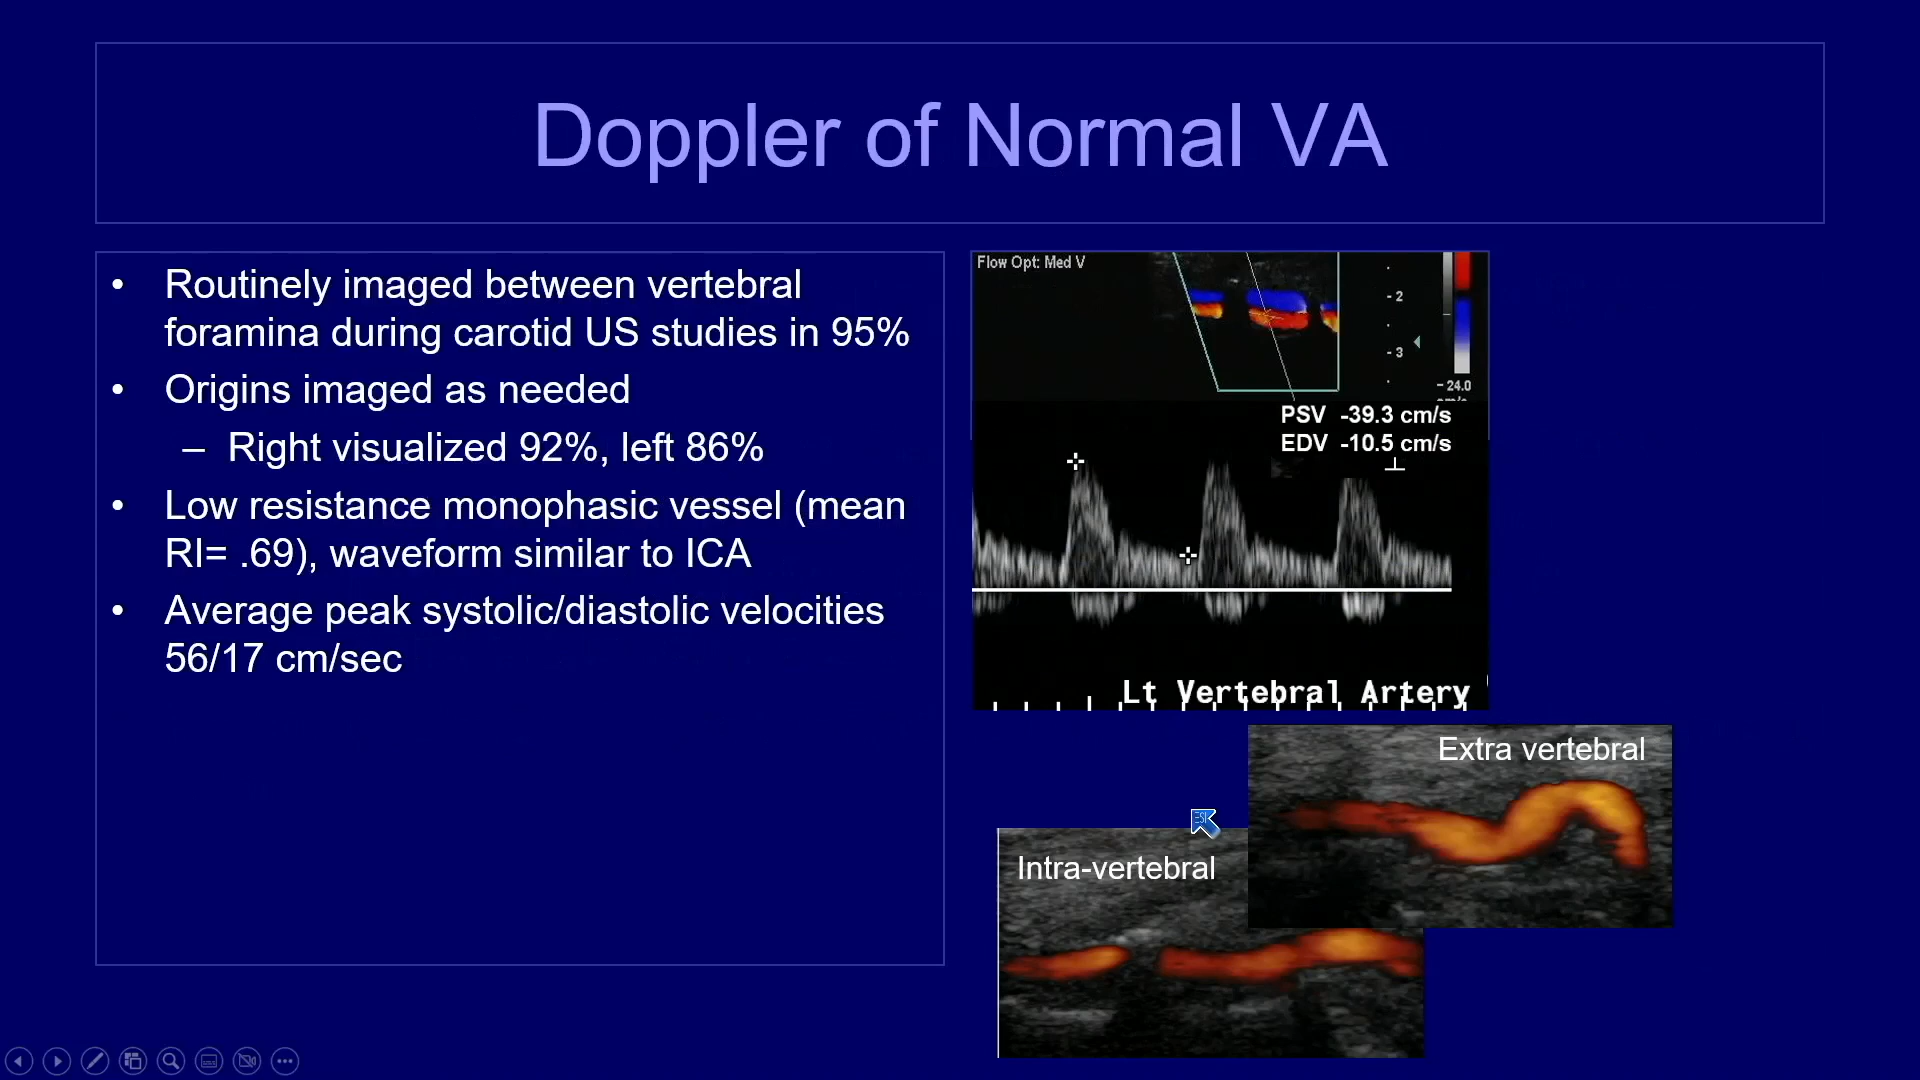 Doppler of Normal VA
• Routinely imaged between vertebral
foramina during carotid US studies in 95%
• Origins imaged as needed
– Right visualized 92%, left 86%
• Low resistance monophasic vessel (mean
RI= .69), waveform similar to ICA
• Average peak systolic/diastolic velocities
56/17 cm/sec
Flow Opt: Med V
- 2
- 3
- 24.0
PSV -39.3 cm/s
EDV -10.5 cm/s
Lt Vertebral Artery
Extra vertebral
Intra-vertebral